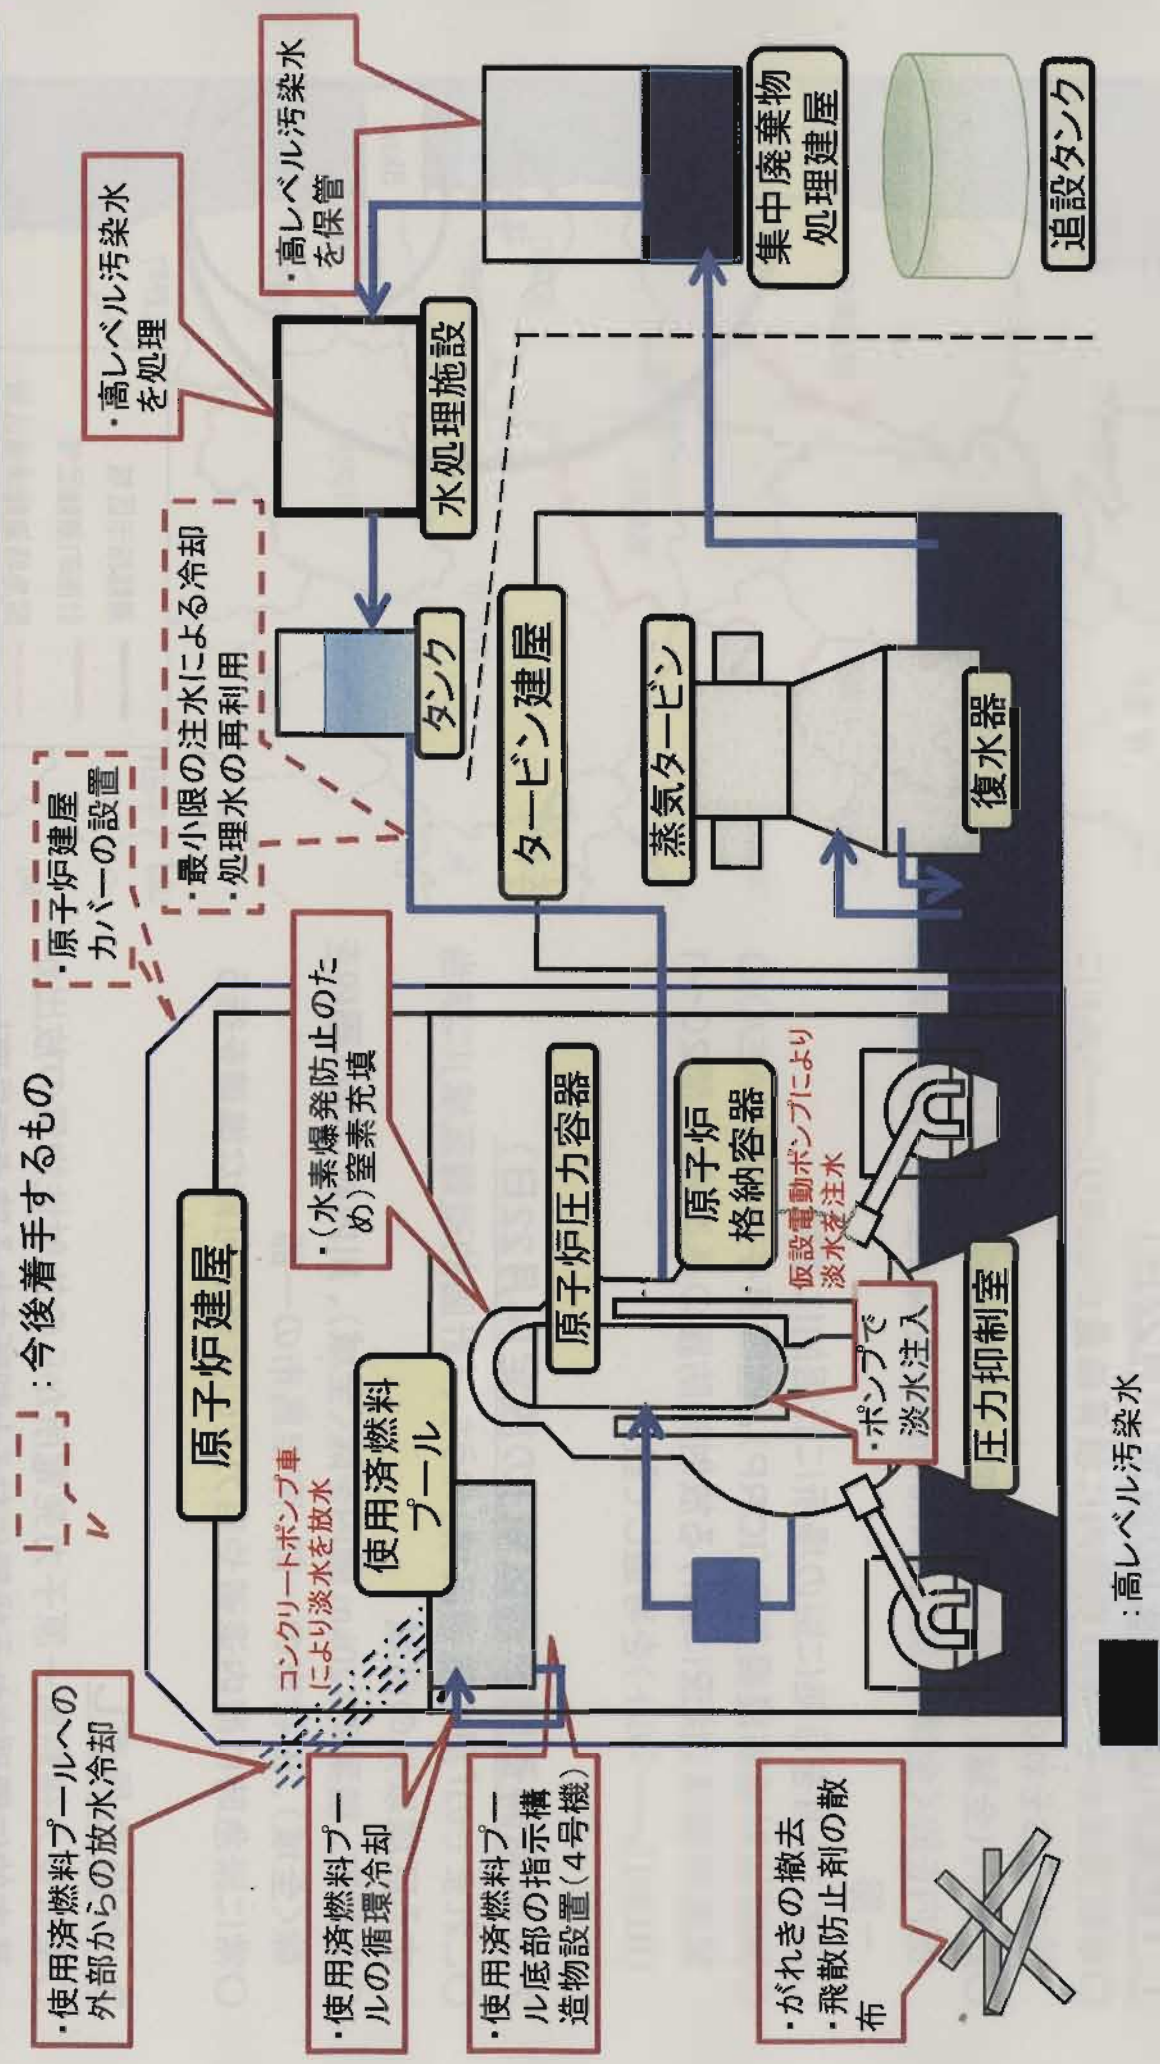 ：今後着手するもの
・使用済燃料プールへの
外部からの放水冷却
・使用済燃料プー
ルの循環冷却
・使用済燃料プー
ル底部の指示構
造物設置（4号機）
・がれきの撤去
・飛散防止剤の散
布
・原子炉建屋
カバーの設置
原子炉建屋
コンクリートポンプ車
により淡水を放水
使用済燃料
プール
・（水素爆発防止のた
め）窒素充填
原子炉圧力容器
原子炉
格納容器
仮設電動ポンプにより
淡水を注水
・ポンプで
淡水注入
圧力抑制室
・最小限の注水による冷却
・処理水の再利用
タンク
タービン建屋
蒸気タービン
復水器
・高レベル汚染水
を処理
水処理施設
・高レベル汚染水
を保管
集中廃棄物
処理建屋
追設タンク
：高レベル汚染水